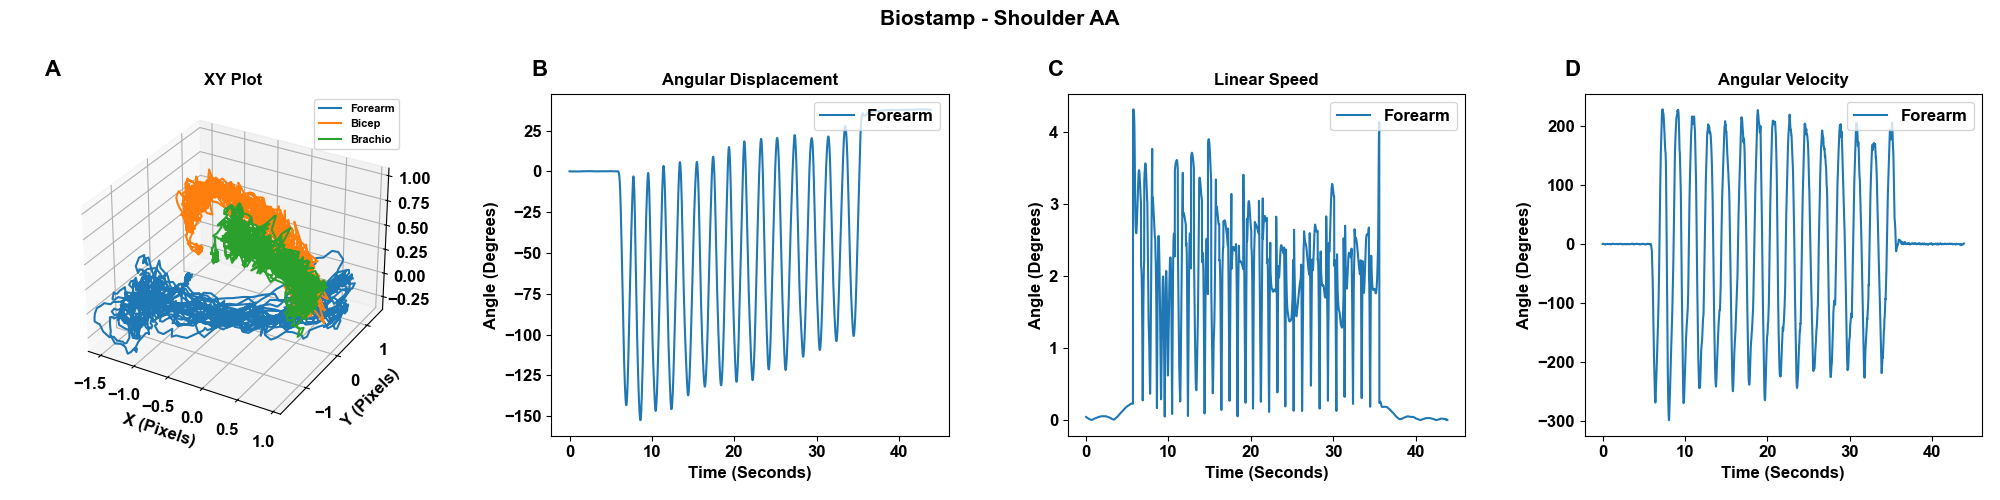 Biostamp - Shoulder AA
A
XY Plot
Forearm
Bicep
Brachio
1.00
0.75
0.50
0.25
0.00
−0.25
−1.5
−1.0
−0.5
0.0
0.5
1.0
X (Pixels)
−1
0
1
Y (Pixels)
B
Angular Displacement
Forearm
25
0
−25
−50
−75
−100
−125
−150
Angle (Degrees)
0 10 20 30 40
Time (Seconds)
C
Linear Speed
Forearm
4
3
2
1
0
Angle (Degrees)
0 10 20 30 40
Time (Seconds)
D
Angular Velocity
Forearm
200
100
0
−100
−200
−300
Angle (Degrees)
0 10 20 30 40
Time (Seconds)